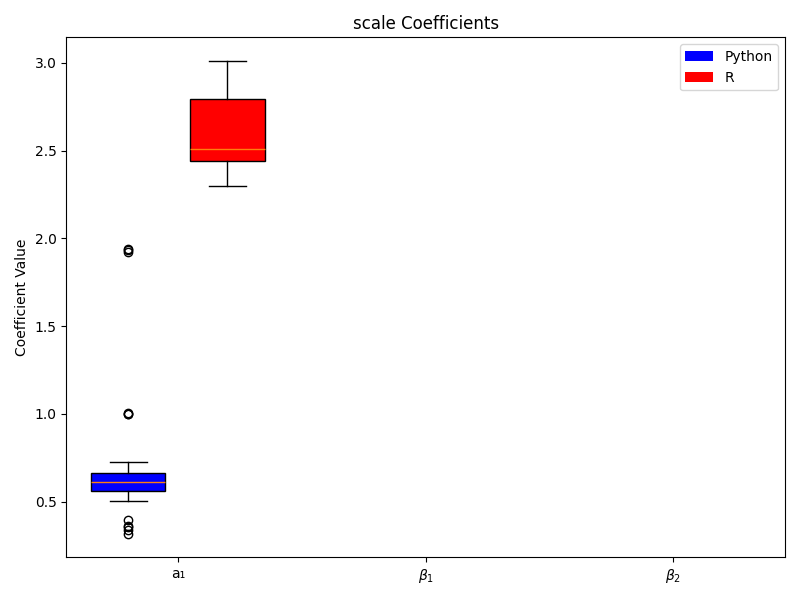 scale Coefficients
Python
R
Coefficient Value
3.0
2.5
2.0
1.5
1.0
0.5
a₁
β₁
β₂